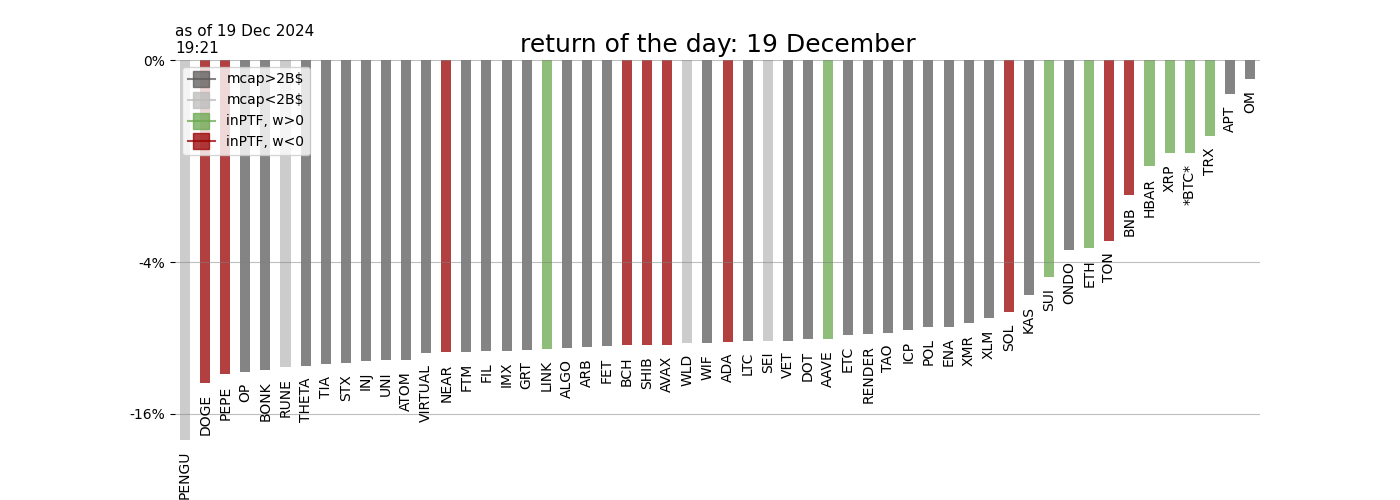 as of 19 Dec 2024
19:21
return of the day: 19 December
0%
-4%
-16%
mcap>2B$
mcap<2B$
inPTF, w>0
inPTF, w<0
PENGU
DOGE
PEPE
OP
BONK
RUNE
THETA
TIA
STX
INJ
UNI
ATOM
VIRTUAL
NEAR
FTM
FIL
IMX
GRT
LINK
ALGO
ARB
FET
BCH
SHIB
AVAX
WLD
WIF
ADA
LTC
SEI
VET
DOT
AAVE
ETC
RENDER
TAO
ICP
POL
ENA
XMR
XLM
SOL
KAS
SUI
ONDO
ETH
TON
BNB
HBAR
XRP
*BTC*
TRX
APT
OM